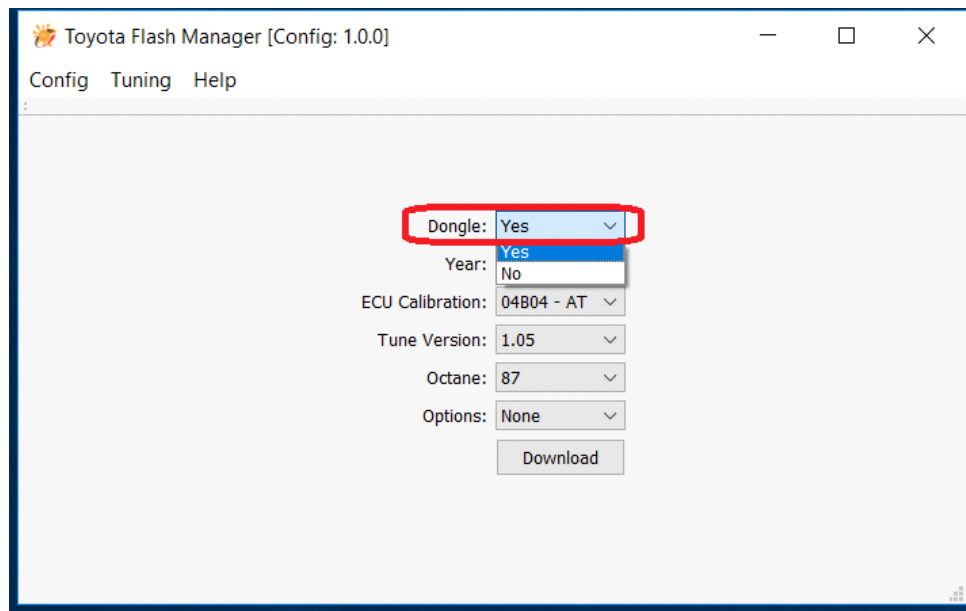 Toyota Flash Manager [Config: 1.0.0]
Config Tuning Help
Dongle: Yes
Yes
Year:
No
ECU Calibration: 04B04 - AT
Tune Version: 1.05
Octane: 87
Options: None
Download